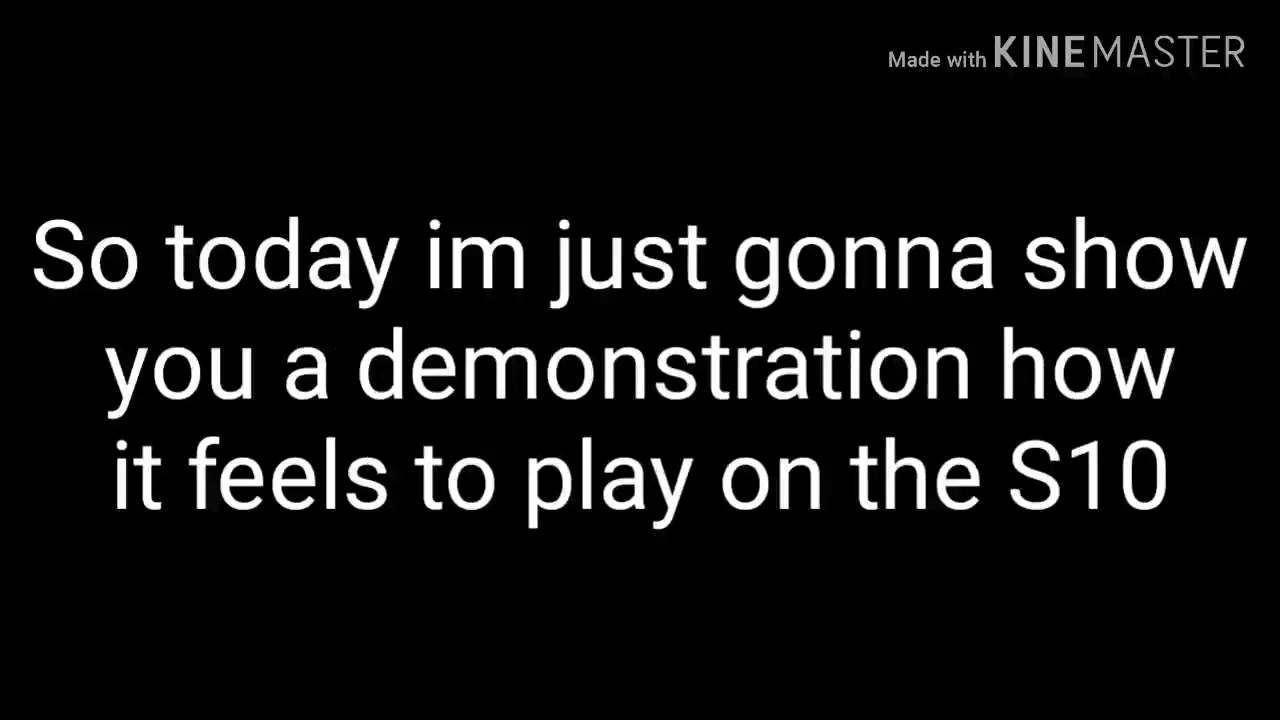 Made with KINEMASTER
So today im just gonna show
you a demonstration how
it feels to play on the S10